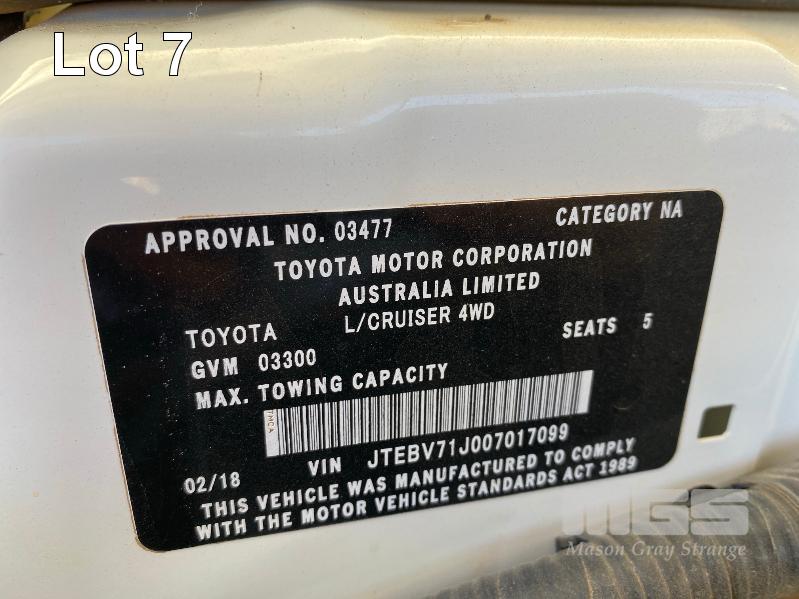 Lot 7
APPROVAL NO. 03477 CATEGORY NA
TOYOTA MOTOR CORPORATION
AUSTRALIA LIMITED
TOYOTA L/CRUISER 4WD
GVM 03300 SEATS 5
MAX. TOWING CAPACITY
02/18 VIN JTEBV71J007017099
THIS VEHICLE WAS MANUFACTURED TO COMPLY
WITH THE MOTOR VEHICLE STANDARDS ACT 1989
MGS
Mason Gray Strange